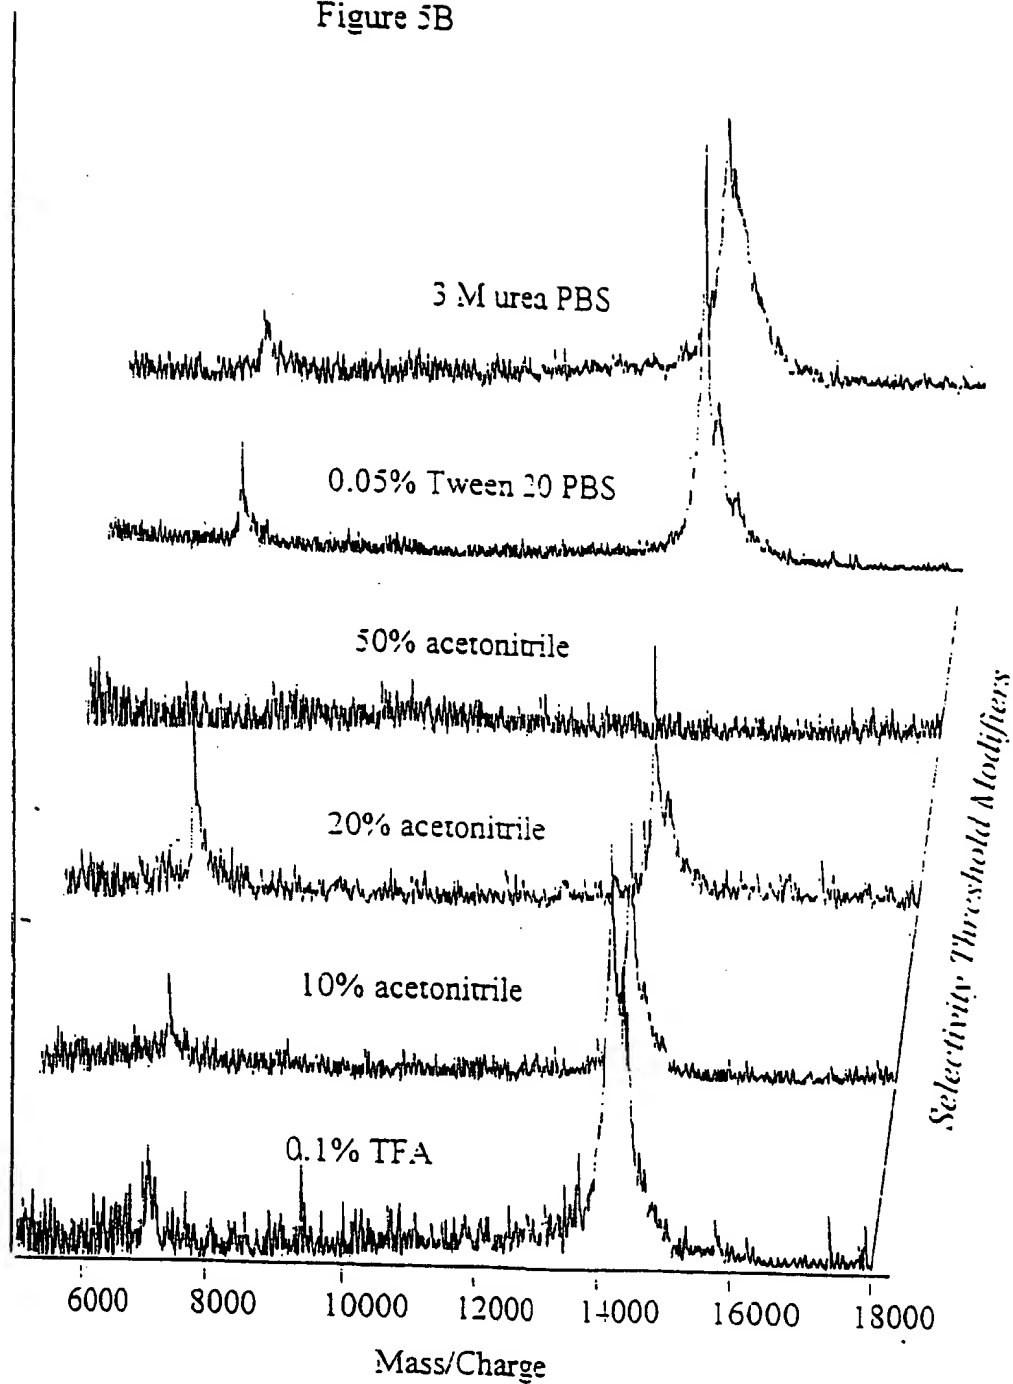 Figure 5B
3 M urea PBS
0.05% Tween 20 PBS
50% acetonitrile
20% acetonitrile
10% acetonitrile
0.1% TFA
Selectivity Threshold Modifiers
6000 8000 10000 12000 14000 16000 18000
Mass/Charge